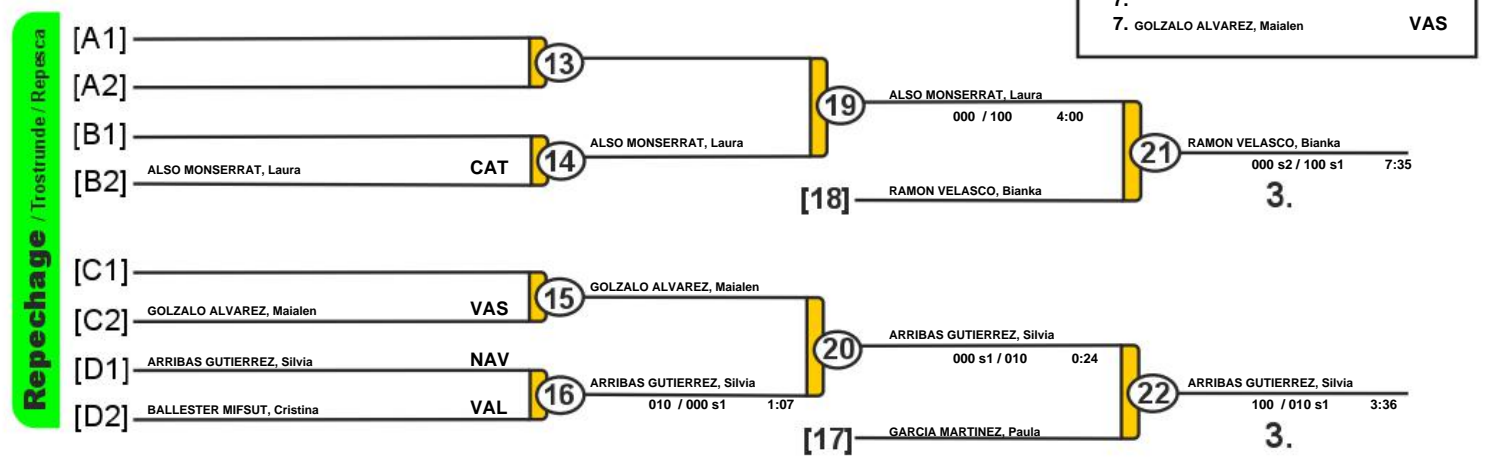 7.
7. GOLZALO ALVAREZ, Maialen VAS
Repechage / Trostrunde / Repesca
[A1]
13
[A2]
19
ALSO MONSERRAT, Laura
000 / 100 4:00
[B1]
14
ALSO MONSERRAT, Laura
[B2] ALSO MONSERRAT, Laura CAT
21
RAMON VELASCO, Bianka
000 s2 / 100 s1 7:35
3.
[18] RAMON VELASCO, Bianka
[C1]
15
GOLZALO ALVAREZ, Maialen
[C2] GOLZALO ALVAREZ, Maialen VAS
20
ARRIBAS GUTIERREZ, Silvia
000 s1 / 010 0:24
[D1] ARRIBAS GUTIERREZ, Silvia NAV
16
ARRIBAS GUTIERREZ, Silvia
010 / 000 s1 1:07
[D2] BALLESTER MIFSUT, Cristina VAL
22
ARRIBAS GUTIERREZ, Silvia
100 / 010 s1 3:36
3.
[17] GARCIA MARTINEZ, Paula